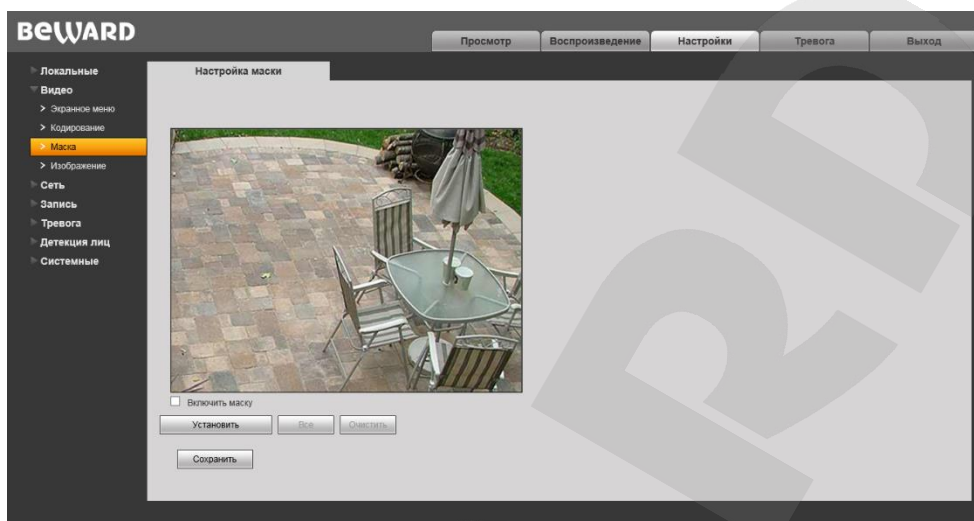 BEWARD
Просмотр
Воспроизведение
Настройки
Тревога
Выход
Локальные
Видео
> Экранное меню
> Кодирование
> Маска
> Изображение
Сеть
Запись
Тревога
Детекция лиц
Системные
Настройка маски
Включить маску
Установить
Все
Очистить
Сохранить